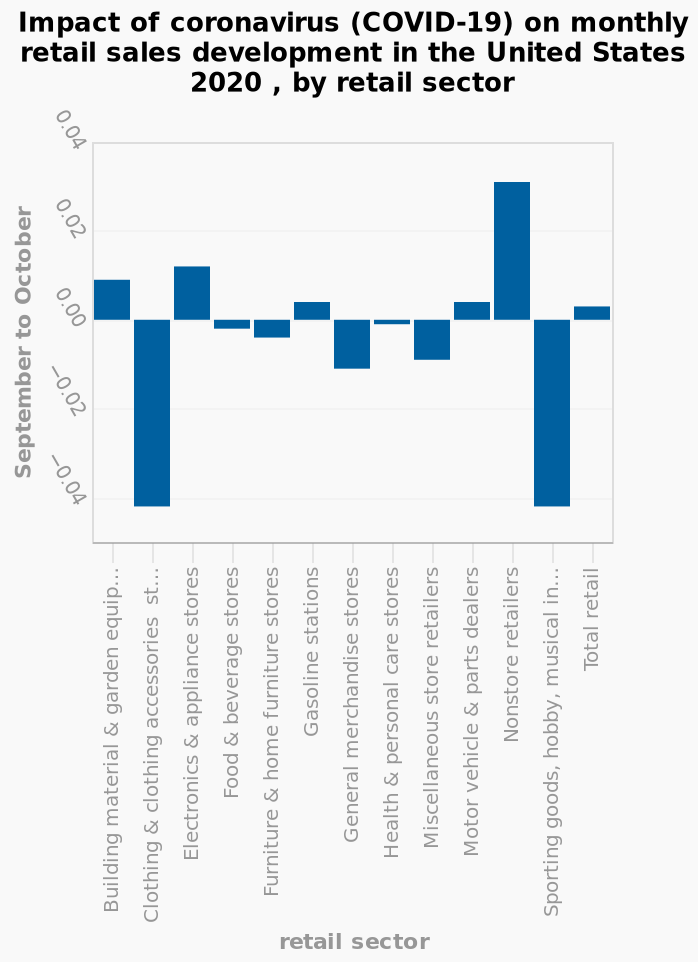 Impact of coronavirus (COVID-19) on monthly
retail sales development in the United States
2020 , by retail sector
September to October
0.04
0.02
0.00
−0.02
−0.04
Building material & garden equip...
Clothing & clothing accessories  st...
Electronics & appliance stores
Food & beverage stores
Furniture & home furniture stores
Gasoline stations
General merchandise stores
Health & personal care stores
Miscellaneous store retailers
Motor vehicle & parts dealers
Nonstore retailers
Sporting goods, hobby, musical in...
Total retail
retail sector